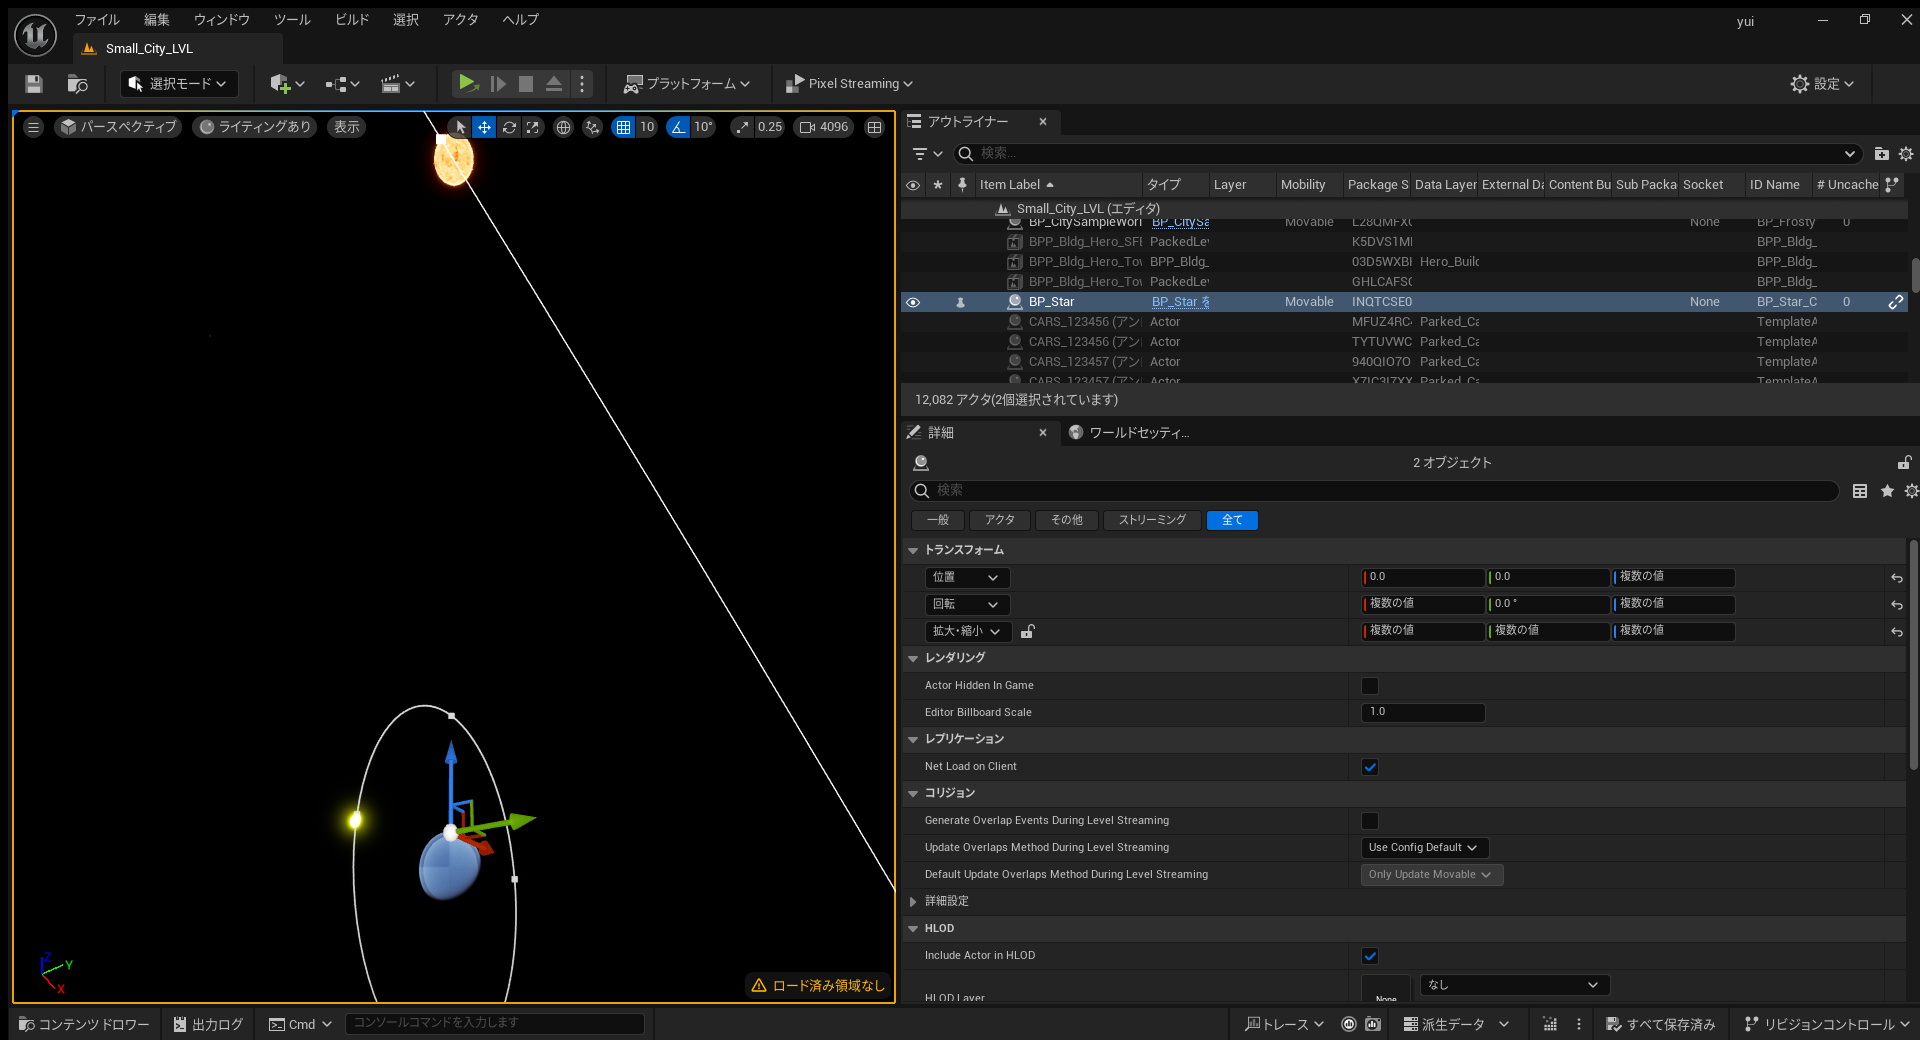 ファイル 編集 ウィンドウ ツール ビルド 選択 アクタ ヘルプ yui
Small_City_LVL
選択モード プラットフォーム Pixel Streaming 設定
パースペクティブ ライティングあり 表示 10 10° 0.25 4096
アウトライナー
検索...
Item Label タイプ Layer Mobility Package S Data Layer External Da Content Bu Sub Packa Socket ID Name # Uncache
Small_City_LVL (エディタ)
BP_CitySampleWorl BP_CitySa Movable L28QMFX None BP_Frosty 0
BPP_Bldg_Hero_SFE PackedLev K5DVS1MI BPP_Bldg_
BPP_Bldg_Hero_Tov BPP_Bldg_ 03D5WXBI Hero_Build BPP_Bldg_
BPP_Bldg_Hero_Tov PackedLev GHLCAFS BPP_Bldg_
BP_Star BP_Star を Movable INQTCSE0 None BP_Star_C 0
CARS_123456 (アン Actor MFUZ4RC Parked_Ca TemplateA
CARS_123456 (アン Actor TYTUVWC Parked_Ca TemplateA
CARS_123457 (アン Actor 940QIO7O Parked_Ca TemplateA
CARS_123457 (アン Actor X7IC3I7XX Parked_Ca TemplateA
12,082 アクタ(2個選択されています)
詳細 ワールドセッティ...
2 オブジェクト
検索
一般 アクタ その他 ストリーミング 全て
トランスフォーム
位置 0.0 0.0 複数の値
回転 複数の値 0.0 ° 複数の値
拡大・縮小 複数の値 複数の値 複数の値
レンダリング
Actor Hidden In Game
Editor Billboard Scale 1.0
レプリケーション
Net Load on Client
コリジョン
Generate Overlap Events During Level Streaming
Update Overlaps Method During Level Streaming Use Config Default
Default Update Overlaps Method During Level Streaming Only Update Movable
詳細設定
HLOD
Include Actor in HLOD
HLOD Layer None なし
Z Y X
ロード済み領域なし
コンテンツ ドロワー 出力ログ Cmd コンソールコマンドを入力します トレース 派生データ すべて保存済み リビジョンコントロール